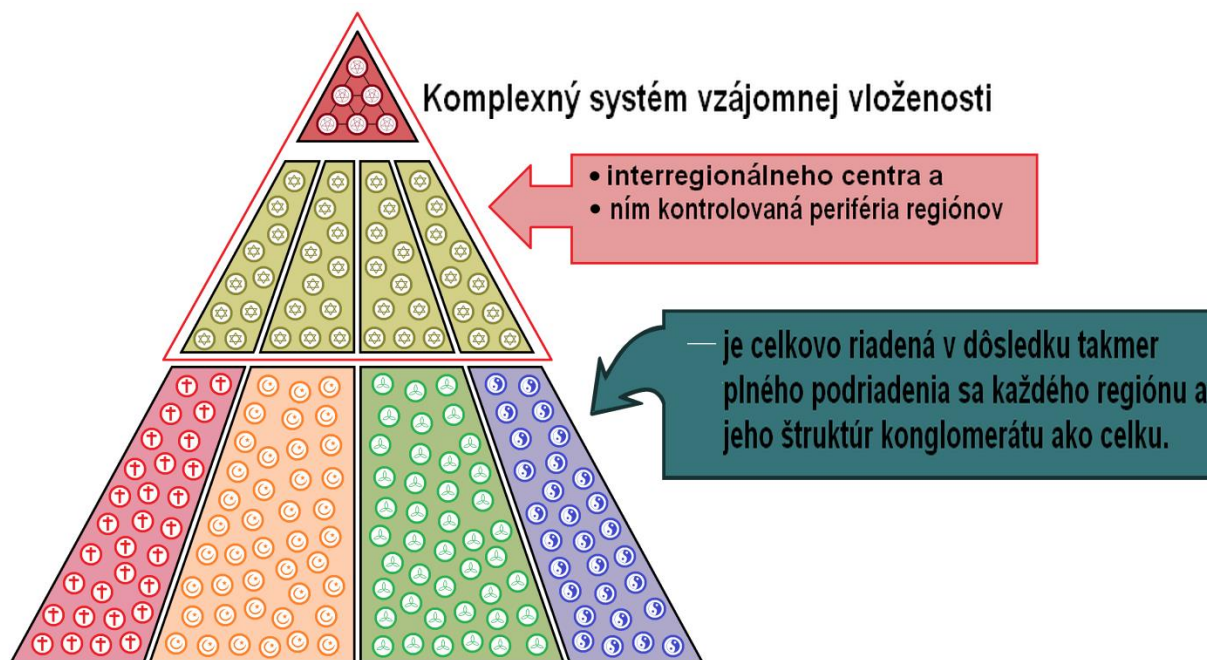 Komplexný systém vzájomnej vloženosti
• interregionálneho centra a
• ním kontrolovaná periféria regiónov
— je celkovo riadená v dôsledku takmer
plného podriadenia sa každého regiónu a
jeho štruktúr konglomerátu ako celku.